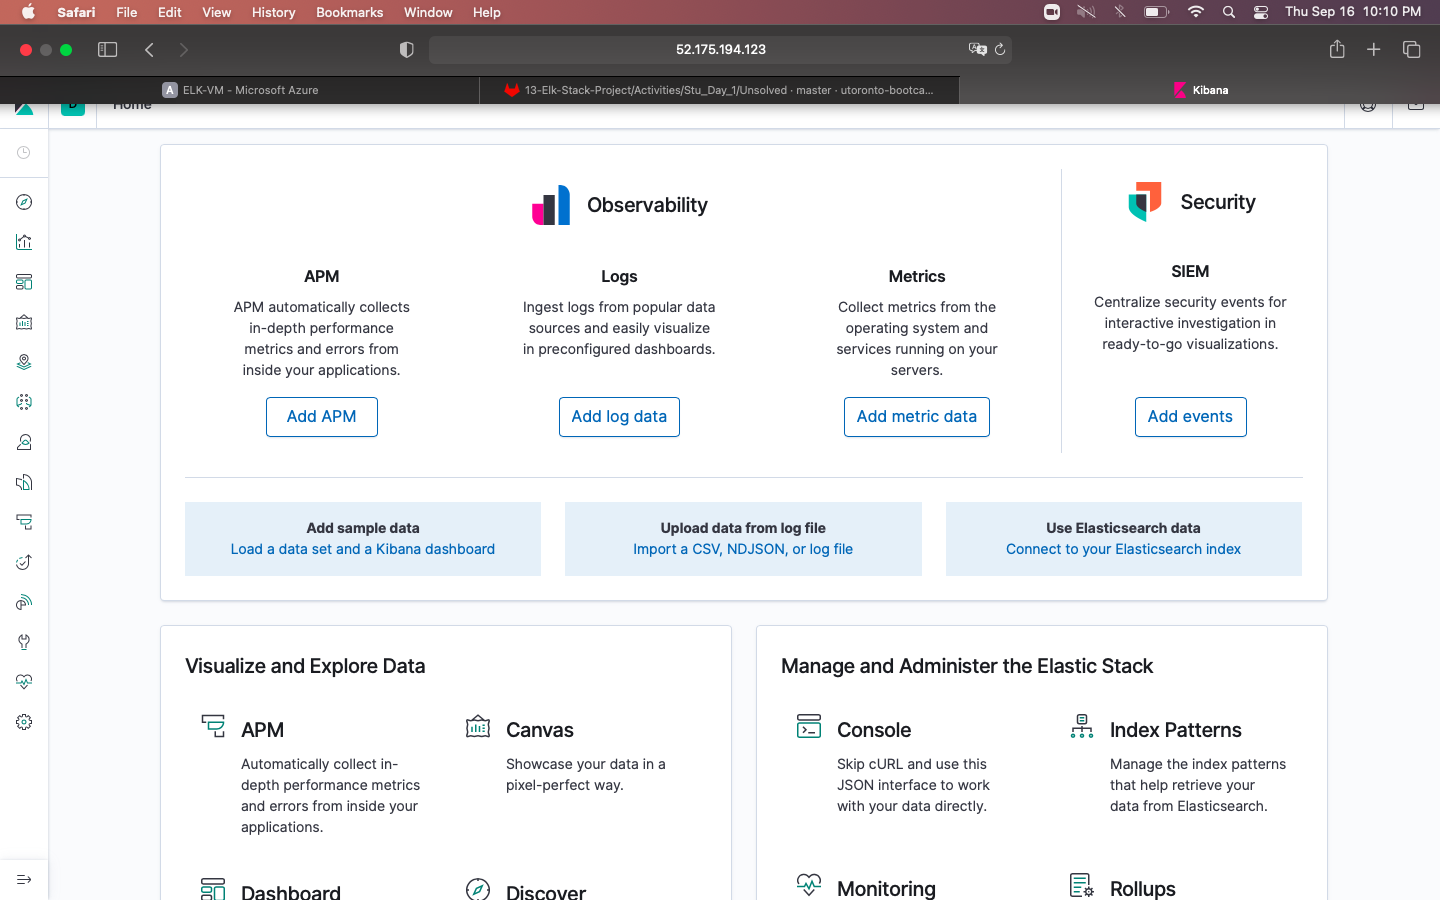 Safari File Edit View History Bookmarks Window Help Thu Sep 16 10:10 PM
52.175.194.123
A ELK-VM - Microsoft Azure
13-Elk-Stack-Project/Activities/Stu_Day_1/Unsolved · master · utoronto-bootca...
Kibana
D
Home
Observability
APM
APM automatically collects
in-depth performance
metrics and errors from
inside your applications.
Add APM
Logs
Ingest logs from popular data
sources and easily visualize
in preconfigured dashboards.
Add log data
Metrics
Collect metrics from the
operating system and
services running on your
servers.
Add metric data
Security
SIEM
Centralize security events for
interactive investigation in
ready-to-go visualizations.
Add events
Add sample data
Load a data set and a Kibana dashboard
Upload data from log file
Import a CSV, NDJSON, or log file
Use Elasticsearch data
Connect to your Elasticsearch index
Visualize and Explore Data
APM
Automatically collect in-
depth performance metrics
and errors from inside your
applications.
Canvas
Showcase your data in a
pixel-perfect way.
Dashboard
Discover
Manage and Administer the Elastic Stack
Console
Skip cURL and use this
JSON interface to work
with your data directly.
Index Patterns
Manage the index patterns
that help retrieve your
data from Elasticsearch.
Monitoring
Rollups